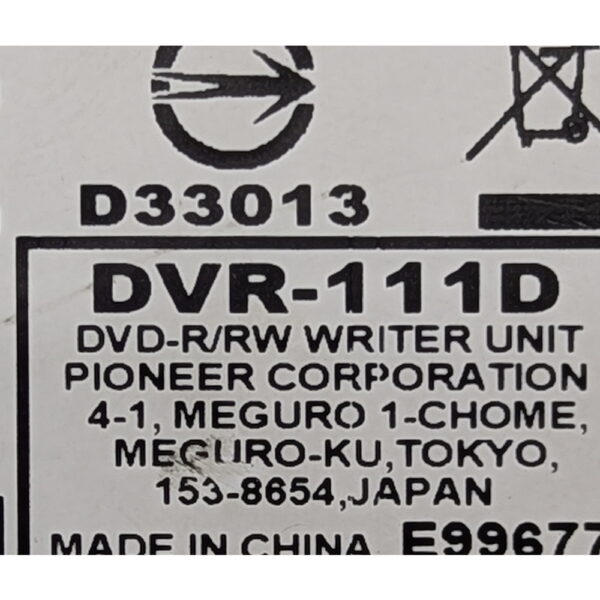 D33013
DVR-111D
DVD-R/RW WRITER UNIT
PIONEER CORPORATION
4-1, MEGURO 1-CHOME,
MEGURO-KU,TOKYO,
153-8654,JAPAN
MADE IN CHINA E99677